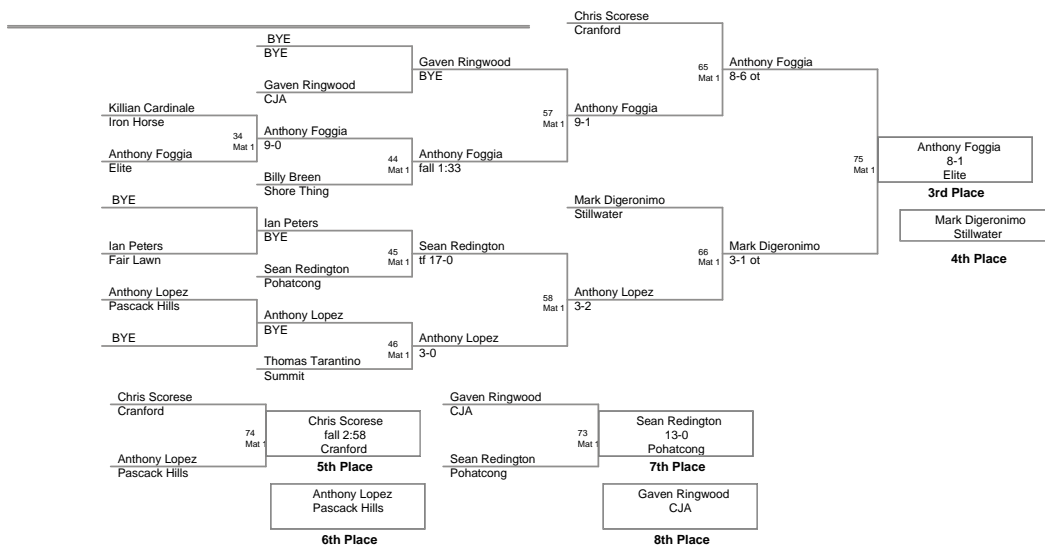 Chris Scorese
Cranford
BYE
BYE
Gaven Ringwood
BYE
65
Mat 1
Anthony Foggia
8-6 ot
Gaven Ringwood
CJA
Killian Cardinale
Iron Horse
57
Mat 1
Anthony Foggia
9-1
34
Mat 1
Anthony Foggia
9-0
Anthony Foggia
Elite
44
Mat 1
Anthony Foggia
fall 1:33
75
Mat 1
Anthony Foggia
8-1
Elite
3rd Place
Billy Breen
Shore Thing
BYE
Mark Digeronimo
Stillwater
Mark Digeronimo
Stillwater
4th Place
Ian Peters
BYE
Ian Peters
Fair Lawn
45
Mat 1
Sean Redington
tf 17-0
66
Mat 1
Mark Digeronimo
3-1 ot
Sean Redington
Pohatcong
Anthony Lopez
Pascack Hills
58
Mat 1
Anthony Lopez
3-2
Anthony Lopez
BYE
BYE
46
Mat 1
Anthony Lopez
3-0
Thomas Tarantino
Summit
Chris Scorese
Cranford
74
Mat 1
Chris Scorese
fall 2:58
Cranford
5th Place
Anthony Lopez
Pascack Hills
Anthony Lopez
Pascack Hills
6th Place
Gaven Ringwood
CJA
73
Mat 1
Sean Redington
13-0
Pohatcong
7th Place
Sean Redington
Pohatcong
Gaven Ringwood
CJA
8th Place